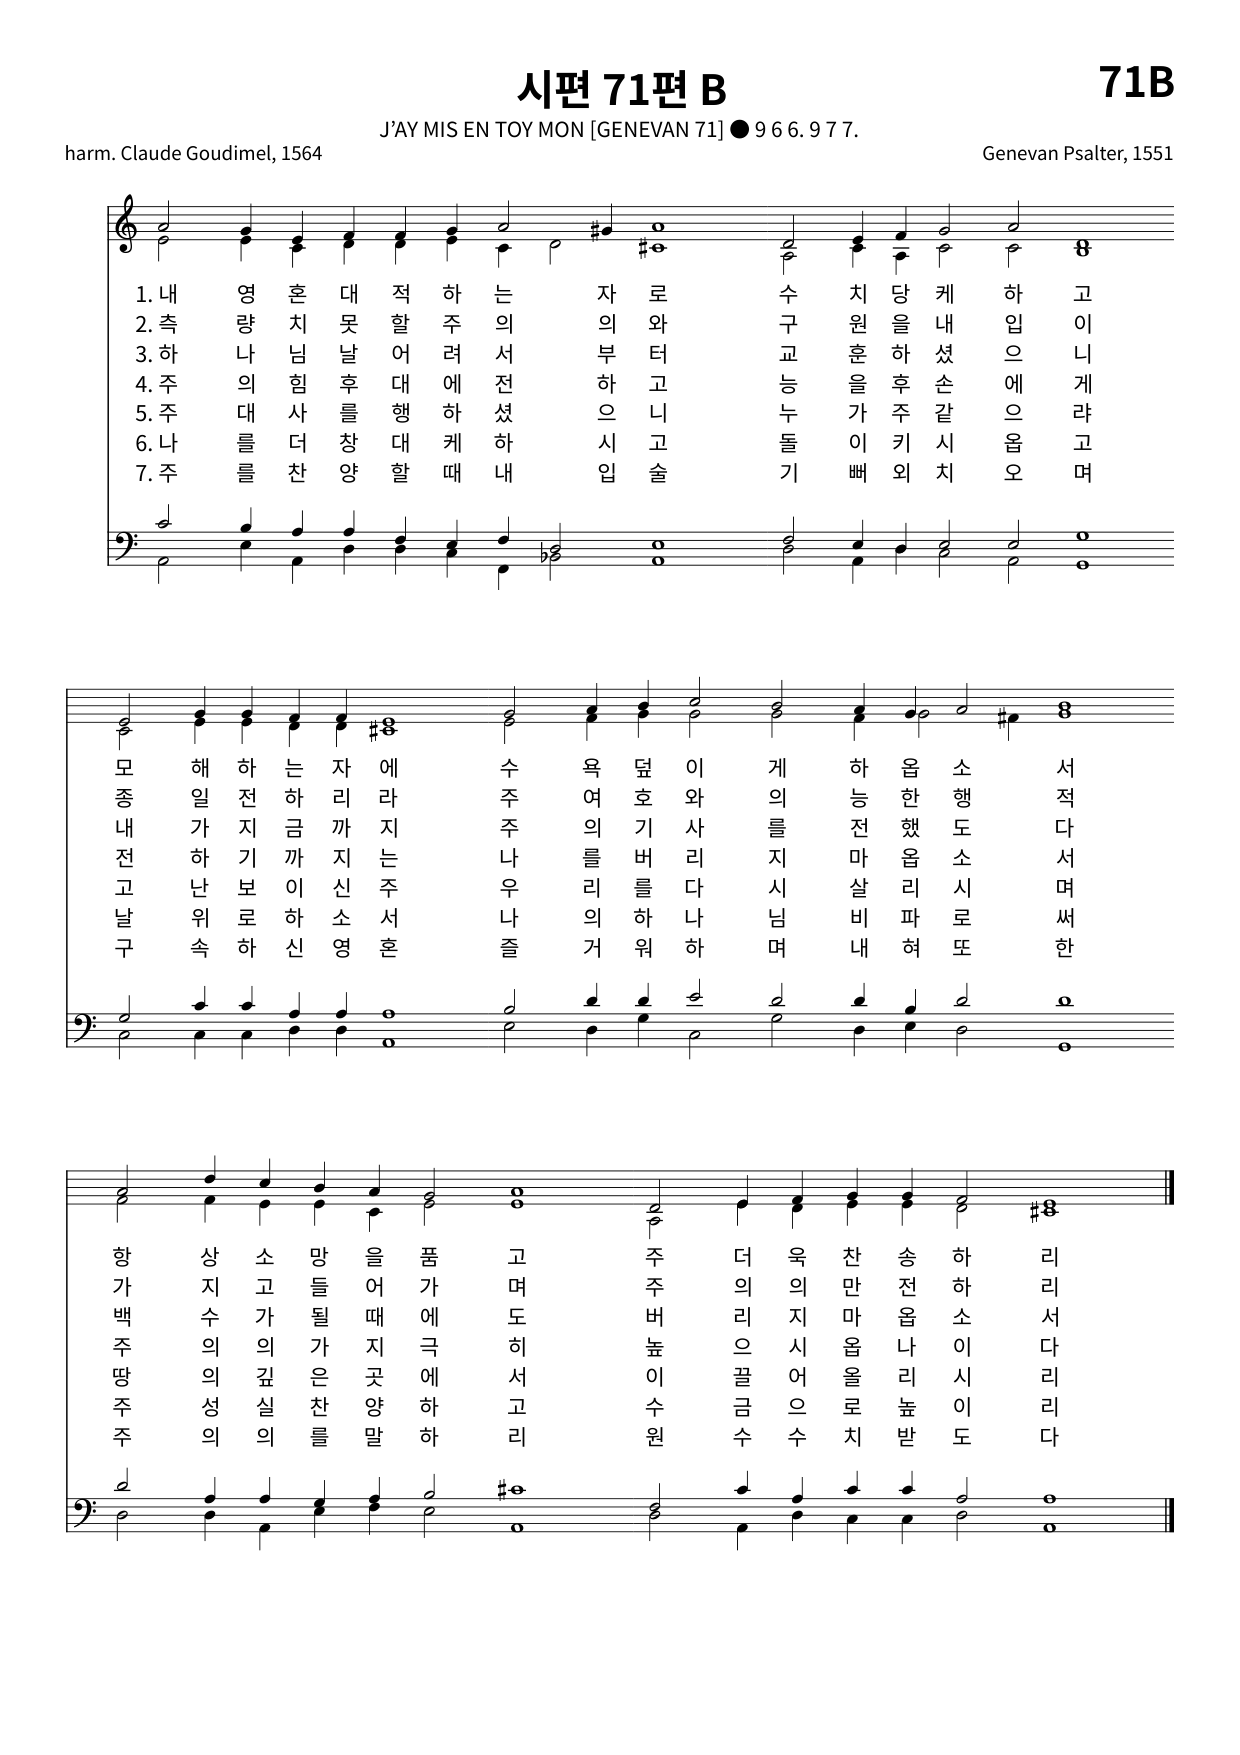 시편 71편 B
71B
J’AY MIS EN TOY MON [GENEVAN 71] ● 9 6 6. 9 7 7.
harm. Claude Goudimel, 1564
Genevan Psalter, 1551
1. 내 영 혼 대 적 하 는 자 로 수 치 당 케 하 고
2. 측 량 치 못 할 주 의 의 와 구 원 을 내 입 이
3. 하 나 님 날 어 려 서 부 터 교 훈 하 셨 으 니
4. 주 의 힘 후 대 에 전 하 고 능 을 후 손 에 게
5. 주 대 사 를 행 하 셨 으 니 누 가 주 같 으 랴
6. 나 를 더 창 대 케 하 시 고 돌 이 키 시 옵 고
7. 주 를 찬 양 할 때 내 입 술 기 뻐 외 치 오 며
모 해 하 는 자 에 수 욕 덮 이 게 하 옵 소 서
종 일 전 하 리 라 주 여 호 와 의 능 한 행 적
내 가 지 금 까 지 주 의 기 사 를 전 했 도 다
전 하 기 까 지 는 나 를 버 리 지 마 옵 소 서
고 난 보 이 신 주 우 리 를 다 시 살 리 시 며
날 위 로 하 소 서 나 의 하 나 님 비 파 로 써
구 속 하 신 영 혼 즐 거 워 하 며 내 혀 또 한
항 상 소 망 을 품 고 주 더 욱 찬 송 하 리
가 지 고 들 어 가 며 주 의 의 만 전 하 리
백 수 가 될 때 에 도 버 리 지 마 옵 소 서
주 의 의 가 지 극 히 높 으 시 옵 나 이 다
땅 의 깊 은 곳 에 서 이 끌 어 올 리 시 리
주 성 실 찬 양 하 고 수 금 으 로 높 이 리
주 의 의 를 말 하 리 원 수 수 치 받 도 다